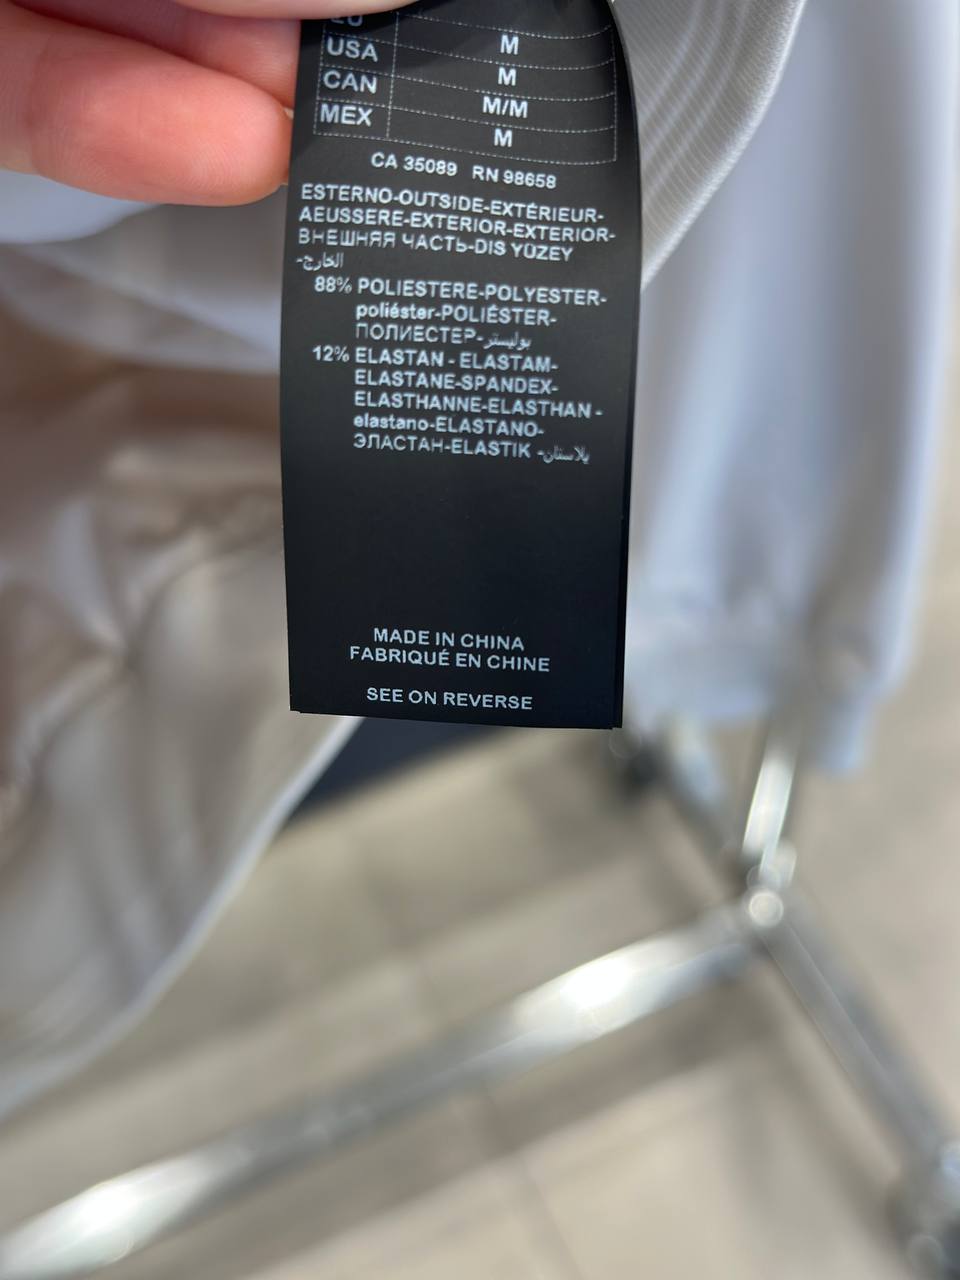 EU M
USA M
CAN M/M
MEX M
CA 35089 RN 98658
ESTERNO-OUTSIDE-EXTÉRIEUR-
AEUSSERE-EXTERIOR-EXTERIOR-
ВНЕШНЯЯ ЧАСТЬ-DIS YÜZEY
الخارج-
88% POLIESTERE-POLYESTER-
poliéster-POLIÉSTER-
ПОЛИЕСТЕР-بوليستر
12% ELASTAN - ELASTAM-
ELASTANE-SPANDEX-
ELASTHANNE-ELASTHAN -
elastano-ELASTANO-
ЭЛАСТАН-ELASTIK -يلاستان
MADE IN CHINA
FABRIQUÉ EN CHINE
SEE ON REVERSE